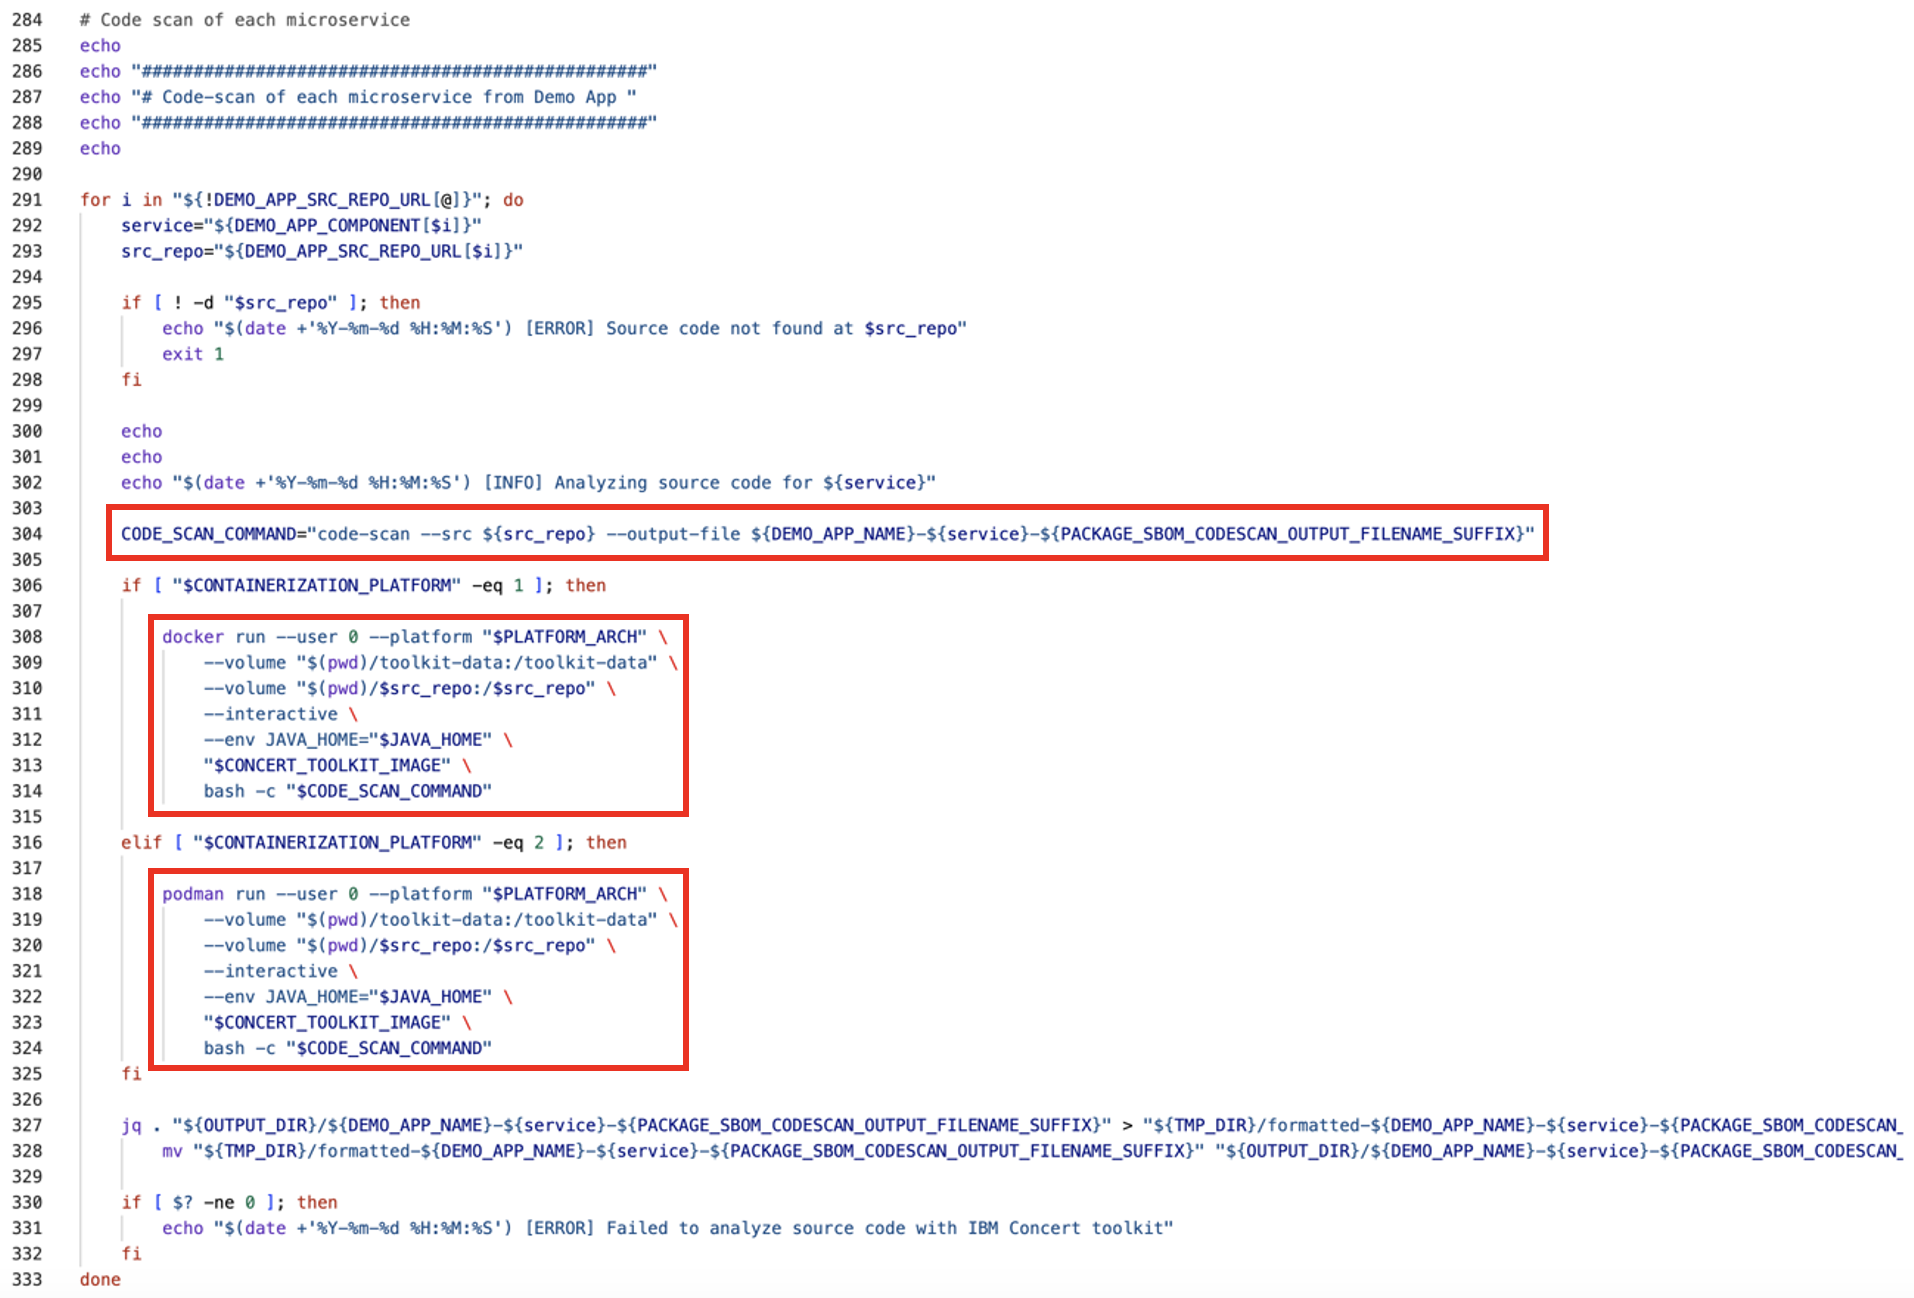 284 # Code scan of each microservice
285 echo
286 echo "#################################################"
287 echo "# Code-scan of each microservice from Demo App "
288 echo "#################################################"
289 echo
290
291 for i in "${!DEMO_APP_SRC_REPO_URL[@]}"; do
292     service="${DEMO_APP_COMPONENT[$i]}"
293     src_repo="${DEMO_APP_SRC_REPO_URL[$i]}"
294
295     if [ ! -d "$src_repo" ]; then
296         echo "$(date +'%Y-%m-%d %H:%M:%S') [ERROR] Source code not found at $src_repo"
297         exit 1
298     fi
299
300     echo
301     echo
302     echo "$(date +'%Y-%m-%d %H:%M:%S') [INFO] Analyzing source code for ${service}"
303
304     CODE_SCAN_COMMAND="code-scan --src ${src_repo} --output-file ${DEMO_APP_NAME}-${service}-${PACKAGE_SBOM_CODESCAN_OUTPUT_FILENAME_SUFFIX}"
305
306     if [ "$CONTAINERIZATION_PLATFORM" -eq 1 ]; then
307
308         docker run --user 0 --platform "$PLATFORM_ARCH" \
309             --volume "$(pwd)/toolkit-data:/toolkit-data" \
310             --volume "$(pwd)/$src_repo:/$src_repo" \
311             --interactive \
312             --env JAVA_HOME="$JAVA_HOME" \
313             "$CONCERT_TOOLKIT_IMAGE" \
314             bash -c "$CODE_SCAN_COMMAND"
315
316     elif [ "$CONTAINERIZATION_PLATFORM" -eq 2 ]; then
317
318         podman run --user 0 --platform "$PLATFORM_ARCH" \
319             --volume "$(pwd)/toolkit-data:/toolkit-data" \
320             --volume "$(pwd)/$src_repo:/$src_repo" \
321             --interactive \
322             --env JAVA_HOME="$JAVA_HOME" \
323             "$CONCERT_TOOLKIT_IMAGE" \
324             bash -c "$CODE_SCAN_COMMAND"
325     fi
326
327     jq . "${OUTPUT_DIR}/${DEMO_APP_NAME}-${service}-${PACKAGE_SBOM_CODESCAN_OUTPUT_FILENAME_SUFFIX}" > "${TMP_DIR}/formatted-${DEMO_APP_NAME}-${service}-${PACKAGE_SBOM_CODESCAN_
328         mv "${TMP_DIR}/formatted-${DEMO_APP_NAME}-${service}-${PACKAGE_SBOM_CODESCAN_OUTPUT_FILENAME_SUFFIX}" "${OUTPUT_DIR}/${DEMO_APP_NAME}-${service}-${PACKAGE_SBOM_CODESCAN_
329
330     if [ $? -ne 0 ]; then
331         echo "$(date +'%Y-%m-%d %H:%M:%S') [ERROR] Failed to analyze source code with IBM Concert toolkit"
332     fi
333 done